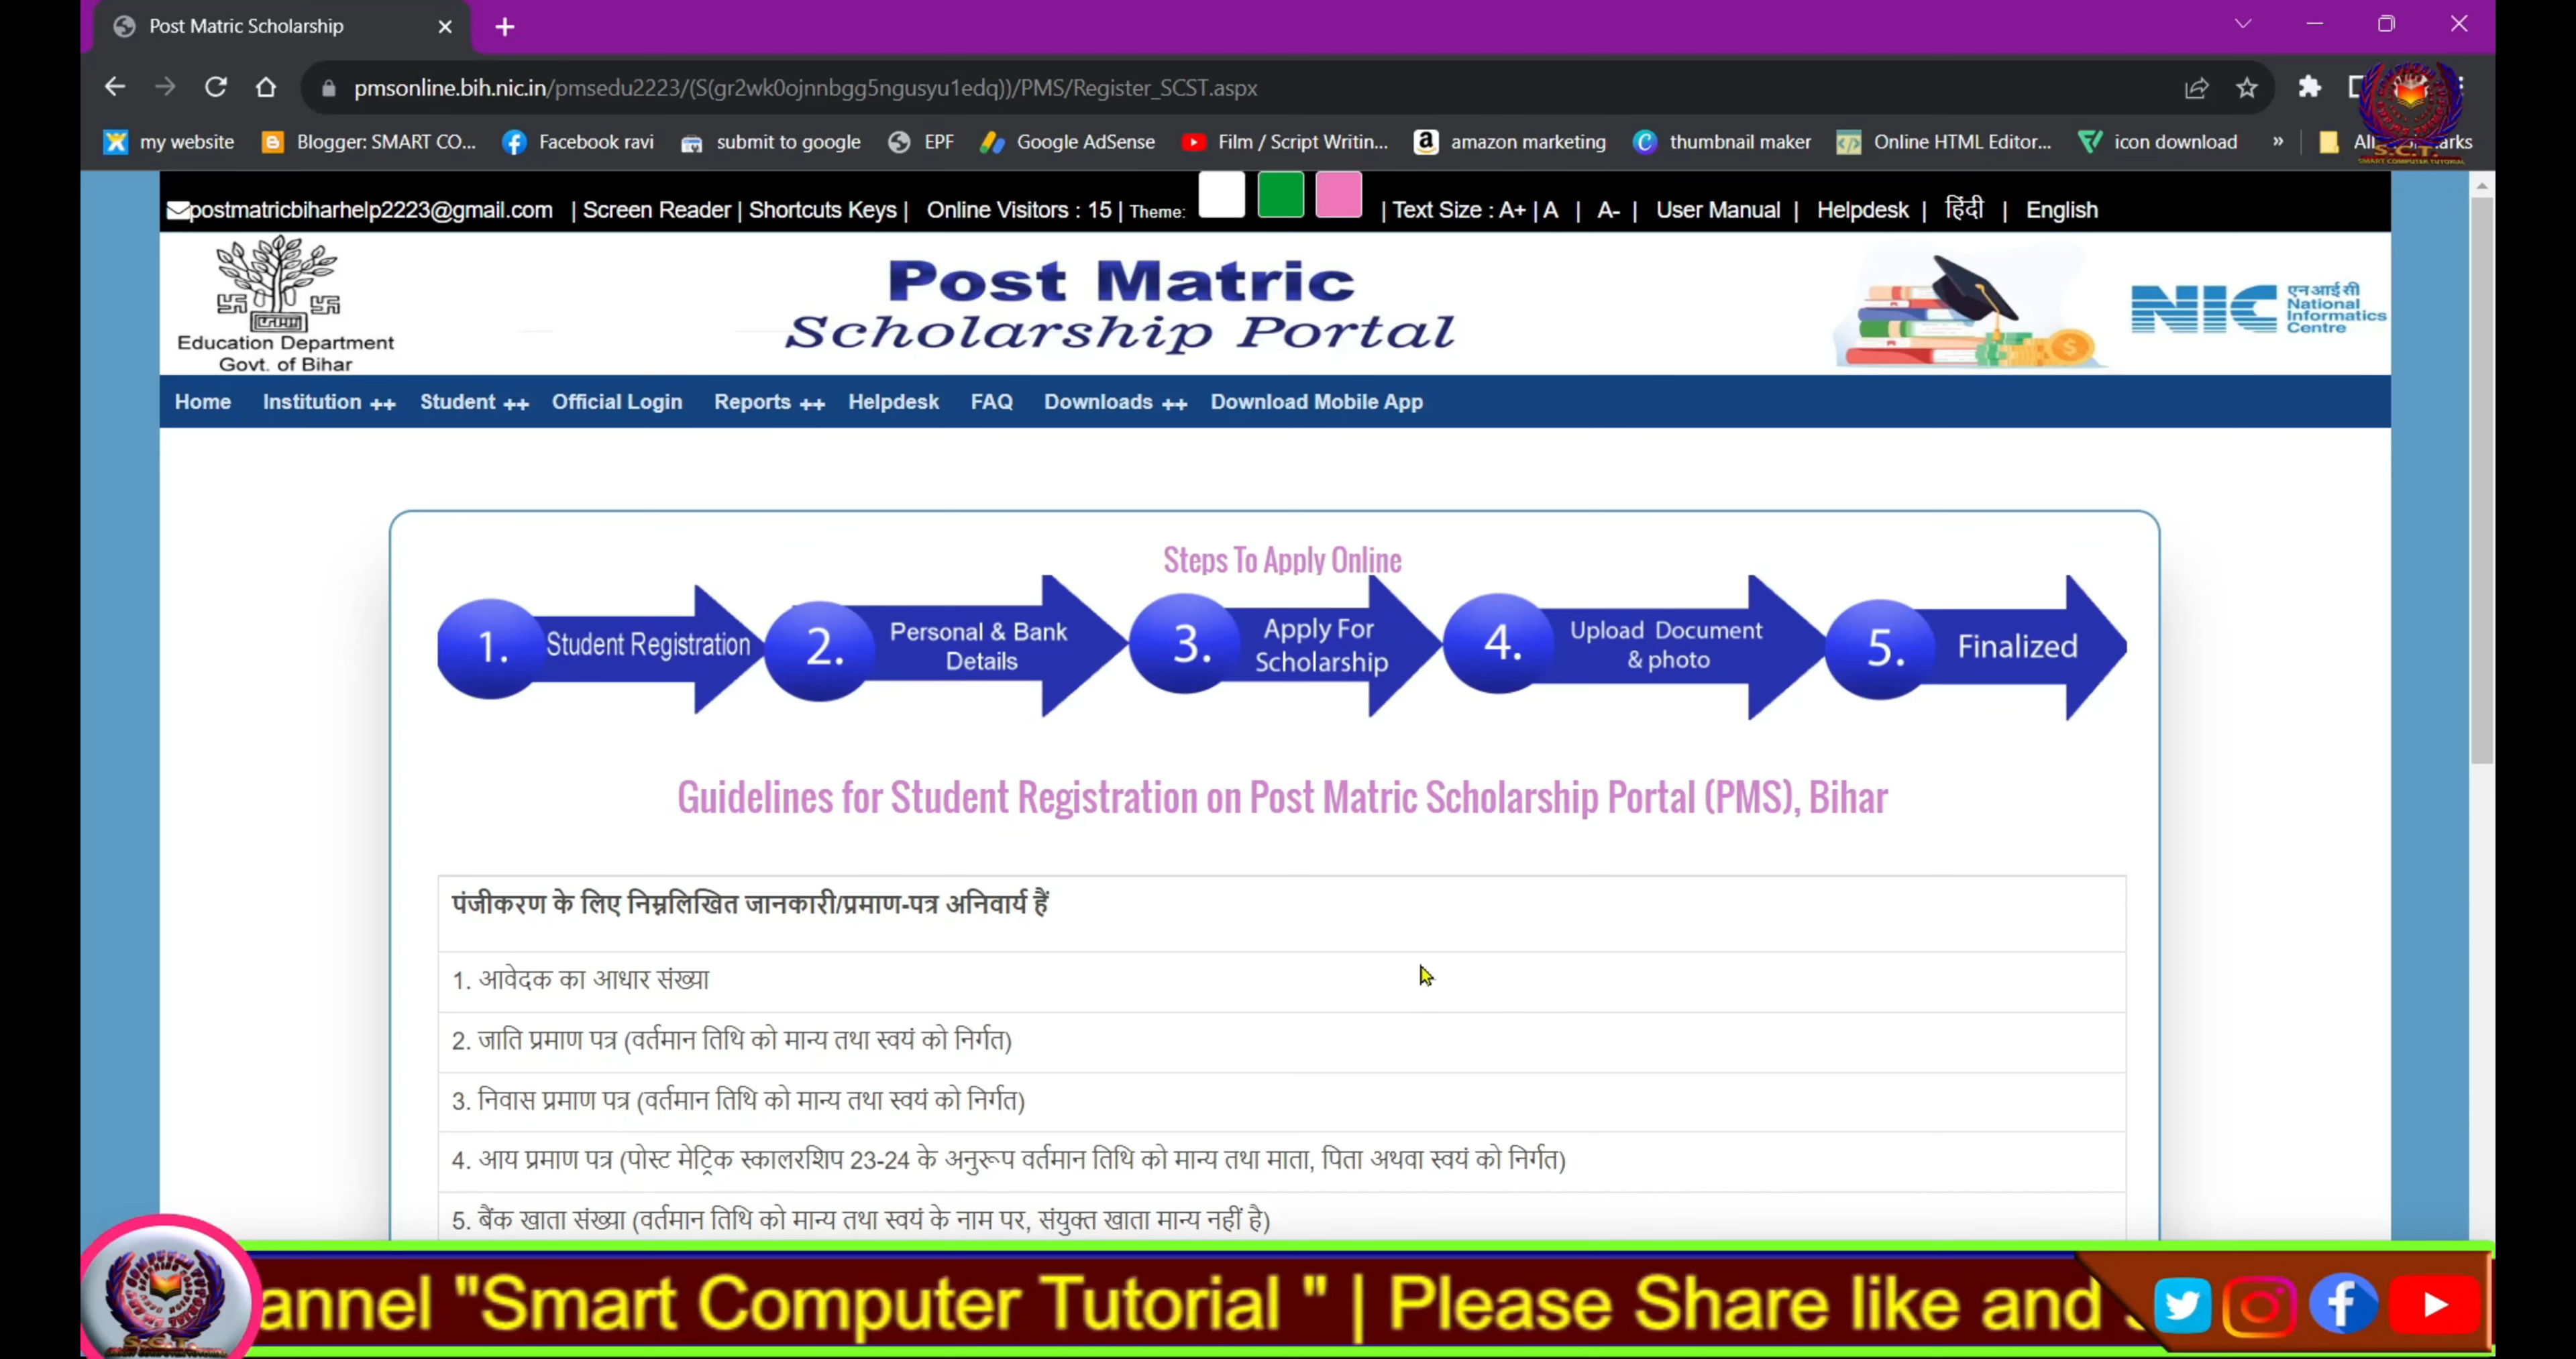 Post Matric Scholarship
pmsonline.bih.nic.in/pmsedu2223/(S(gr2wk0ojnnbgg5ngusyu1edq))/PMS/Register_SCST.aspx
my website Blogger: SMART CO... Facebook ravi submit to google EPF Google AdSense Film / Script Writin... amazon marketing thumbnail maker Online HTML Editor... icon download »
S.C.T.
SMART COMPUTER TUTORIAL
postmatricbiharhelp2223@gmail.com | Screen Reader | Shortcuts Keys | Online Visitors : 15 | Theme: | Text Size : A+ | A | A- | User Manual | Helpdesk | हिंदी | English
Education Department
Govt. of Bihar
Post Matric
Scholarship Portal
NIC
एन आई सी
National
Informatics
Centre
Home Institution ++ Student ++ Official Login Reports ++ Helpdesk FAQ Downloads ++ Download Mobile App
Steps To Apply Online
1. Student Registration
2. Personal & Bank
Details
3. Apply For
Scholarship
4. Upload Document
& photo
5. Finalized
Guidelines for Student Registration on Post Matric Scholarship Portal (PMS), Bihar
पंजीकरण के लिए निम्नलिखित जानकारी/प्रमाण-पत्र अनिवार्य हैं
1. आवेदक का आधार संख्या
2. जाति प्रमाण पत्र (वर्तमान तिथि को मान्य तथा स्वयं को निर्गत)
3. निवास प्रमाण पत्र (वर्तमान तिथि को मान्य तथा स्वयं को निर्गत)
4. आय प्रमाण पत्र (पोस्ट मेट्रिक स्कालरशिप 23-24 के अनुरूप वर्तमान तिथि को मान्य तथा माता, पिता अथवा स्वयं को निर्गत)
5. बैंक खाता संख्या (वर्तमान तिथि को मान्य तथा स्वयं के नाम पर, संयुक्त खाता मान्य नहीं है)
annel "Smart Computer Tutorial " | Please Share like and